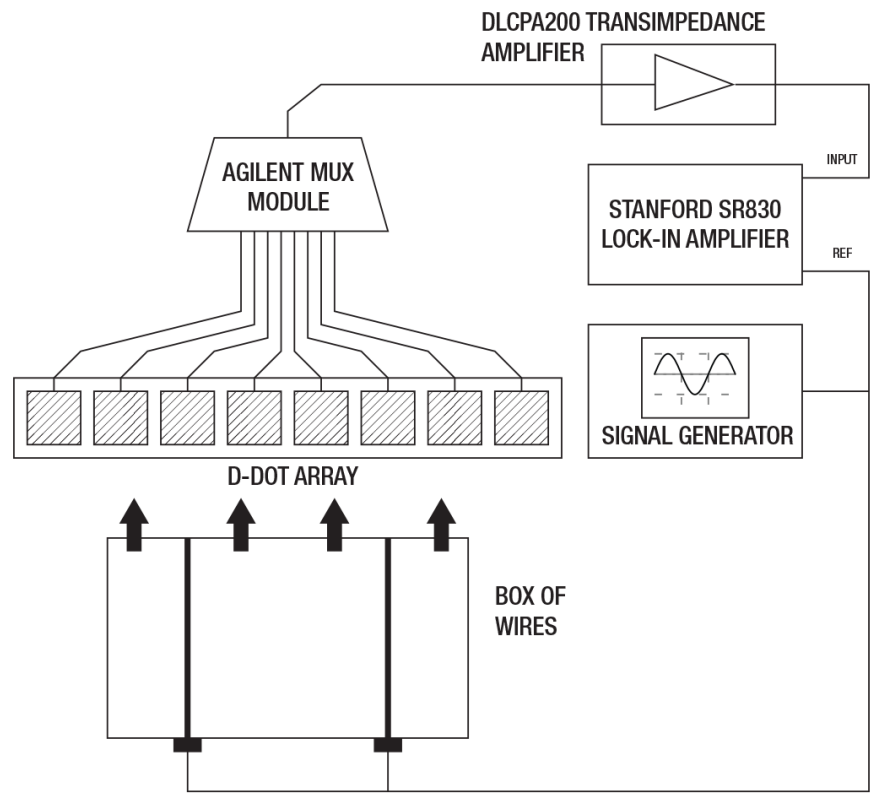 DLCPA200 TRANSIMPEDANCE
AMPLIFIER
AGILENT MUX
MODULE
INPUT
STANFORD SR830
LOCK-IN AMPLIFIER
REF
SIGNAL GENERATOR
D-DOT ARRAY
BOX OF
WIRES